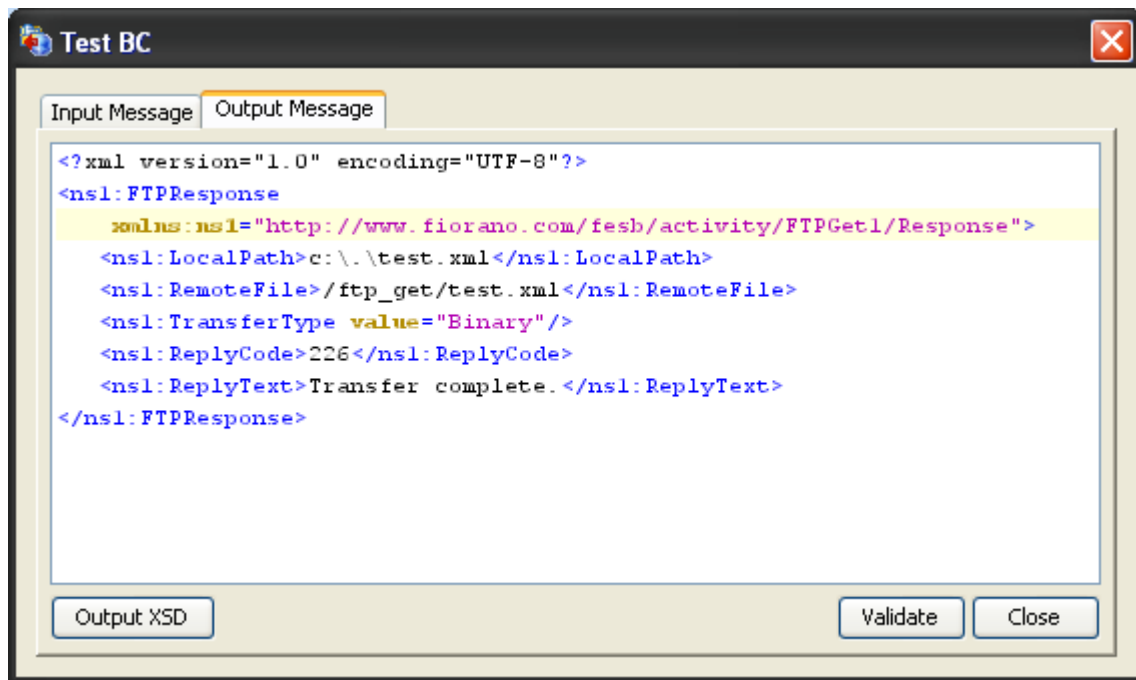 Test BC
Input Message Output Message
<?xml version="1.0" encoding="UTF-8"?>
<ns1:FTPResponse
xmlns:ns1="http://www.fiorano.com/fesb/activity/FTPGet1/Response">
<ns1:LocalPath>c:\.\test.xml</ns1:LocalPath>
<ns1:RemoteFile>/ftp_get/test.xml</ns1:RemoteFile>
<ns1:TransferType value="Binary"/>
<ns1:ReplyCode>226</ns1:ReplyCode>
<ns1:ReplyText>Transfer complete.</ns1:ReplyText>
</ns1:FTPResponse>
Output XSD Validate Close